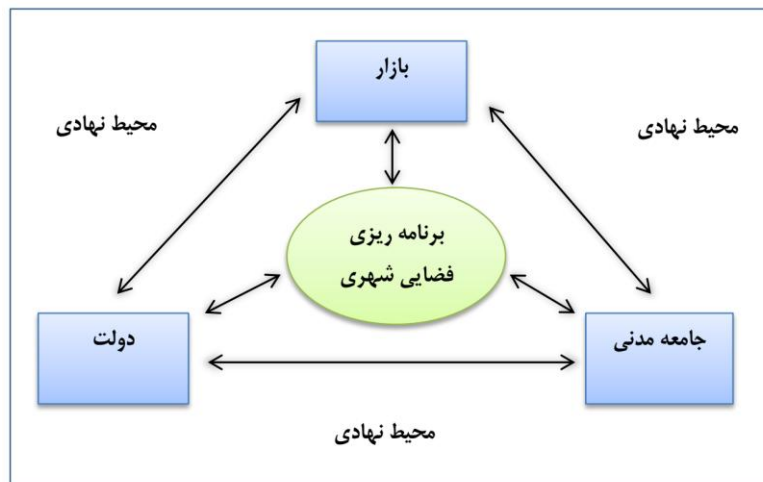 بازار
محیط نهادی
محیط نهادی
برنامه ریزی
فضایی شهری
جامعه مدنی
دولت
محیط نهادی